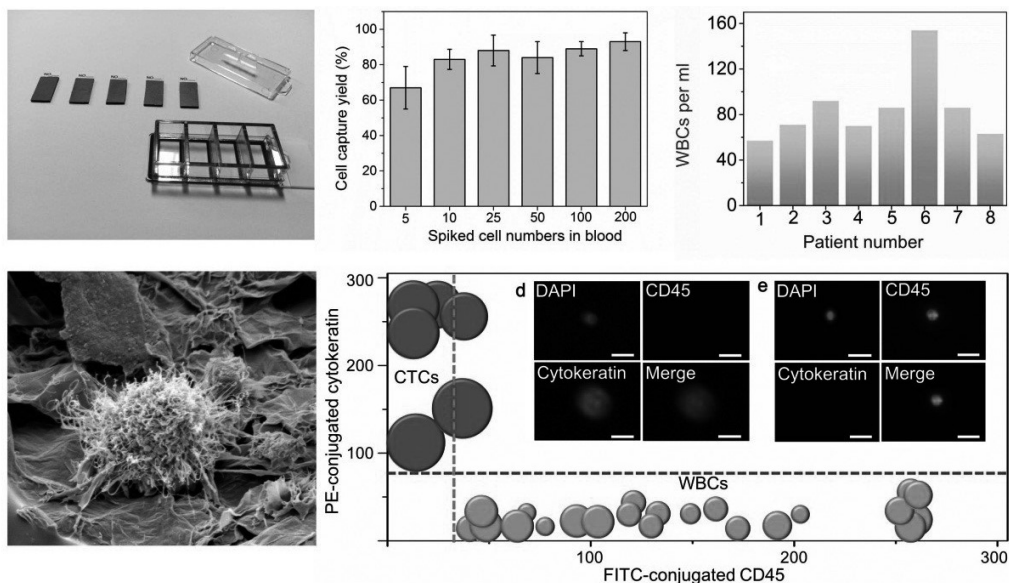 100
80
60
40
20
0
Cell capture yield (%)
5 10 25 50 100 200
Spiked cell numbers in blood
160
120
80
40
0
WBCs per ml
1 2 3 4 5 6 7 8
Patient number
300
200
100
PE-conjugated cytokeratin
CTCs
WBCs
100 200 300
FITC-conjugated CD45
d
DAPI CD45
Cytokeratin Merge
e
DAPI CD45
Cytokeratin Merge